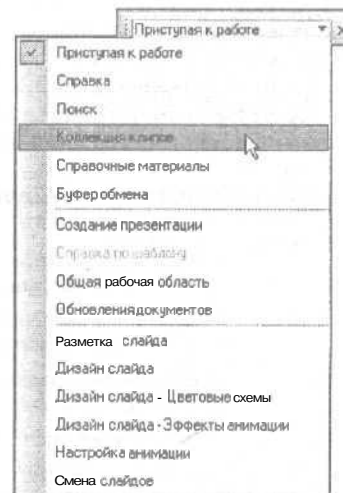 Приступая к работе
Приступая к работе
Справка
Поиск
Коллекция клипов
Справочные материалы
Буфер обмена
Создание презентации
Справка по шаблону
Общая рабочая область
Обновления документов
Разметка слайда
Дизайн слайда
Дизайн слайда - Цветовые схемы
Дизайн слайда - Эффекты анимации
Настройка анимации
Смена слайдов